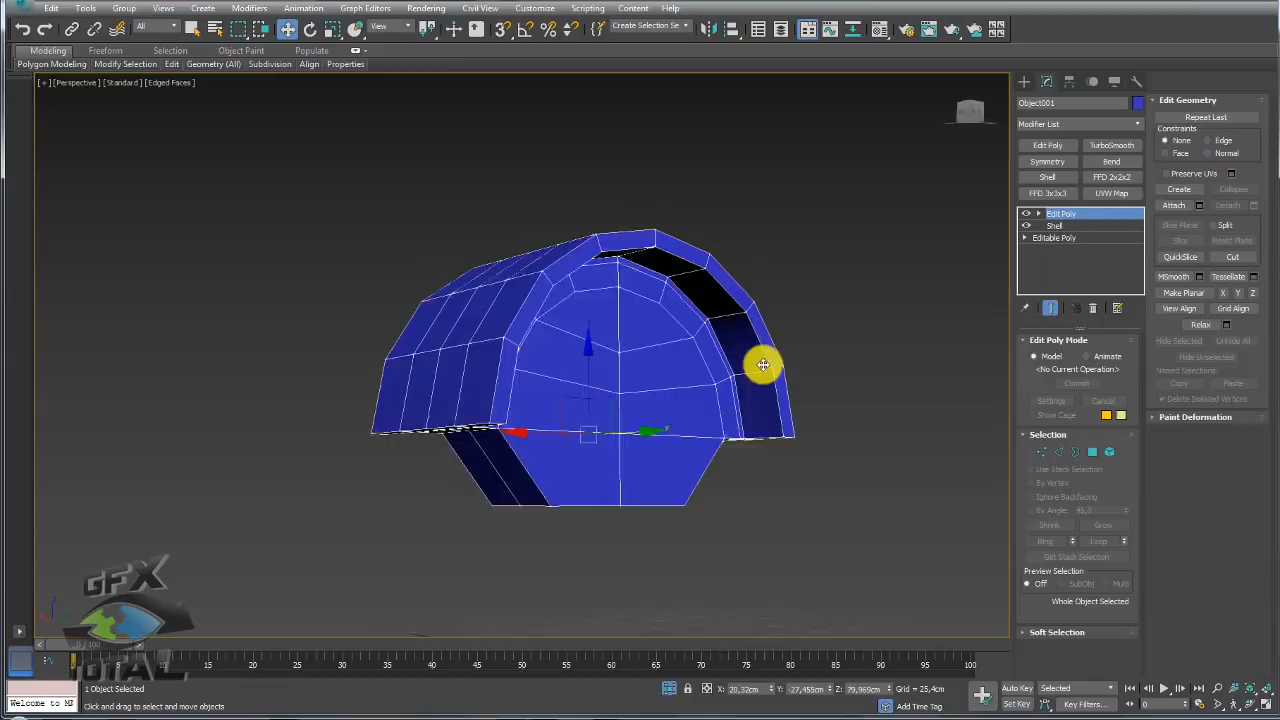 Edit Tools Group Views Create Modifiers Animation Graph Editors Rendering Civil View Customize Scripting Content Help
All View Create Selection Se
Modeling Freeform Selection Object Paint Populate
Polygon Modeling Modify Selection Edit Geometry (All) Subdivision Align Properties
[+] [Perspective] [Standard] [Edged Faces]
Object001
Modifier List
Edit Poly TurboSmooth
Symmetry Bend
Shell FFD 2x2x2
FFD 3x3x3 UVW Map
Edit Poly
Shell
Editable Poly
Edit Poly Mode
Model Animate
<No Current Operation>
Commit
Settings Cancel
Show Cage
Selection
Use Stack Selection
By Vertex
Ignore Backfacing
By Angle: 45,0
Shrink Grow
Ring Loop
Get Stack Selection
Preview Selection
Off SubObj Multi
Whole Object Selected
Soft Selection
Edit Geometry
Repeat Last
Constraints
None Edge
Face Normal
Preserve UVs
Create Collapse
Attach Detach
Slice Plane Split
Slice Reset Plane
QuickSlice Cut
MSmooth Tessellate
Make Planar X Y Z
View Align Grid Align
Relax
Hide Selected Unhide All
Hide Unselected
Named Selections:
Copy Paste
Delete Isolated Vertices
Paint Deformation
GFX
TOTAL
0 / 100
5 10 15 20 25 30 35 40 45 50 55 60 65 70 75 80 85 90 95 100
1 Object Selected X: 20,32cm Y: -27,455cm Z: 79,969cm Grid = 25,4cm Auto Key Selected
Welcome to M Click and drag to select and move objects Add Time Tag Set Key Key Filters... 0